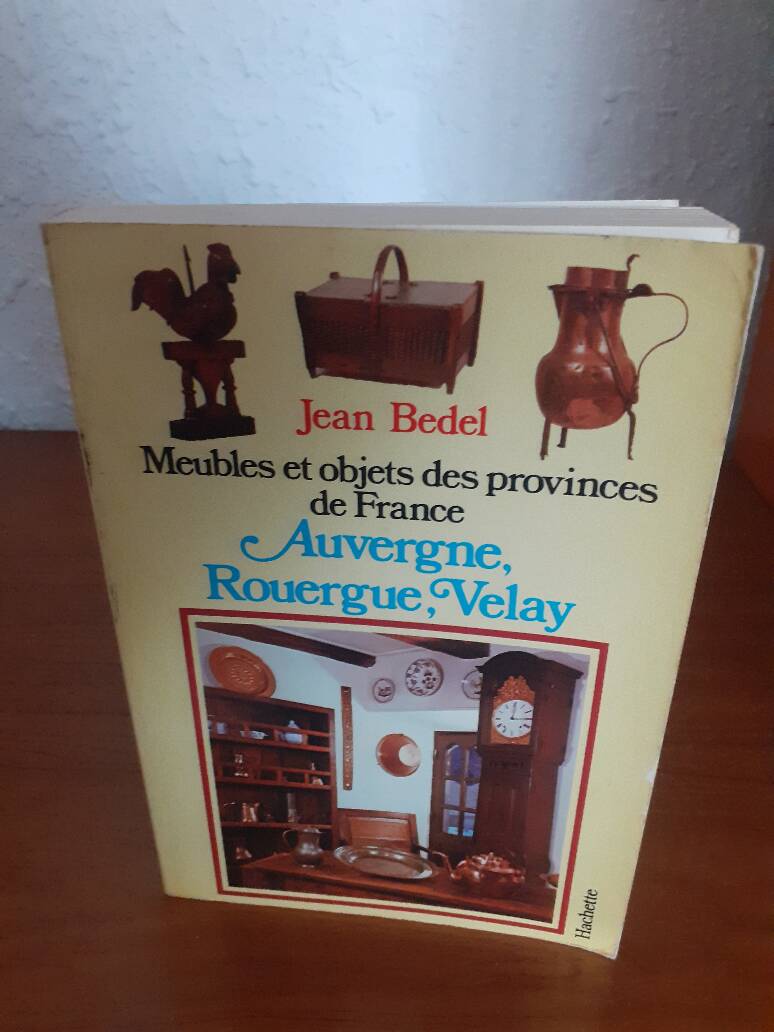 Jean Bedel
Meubles et objets des provinces
de France
Auvergne,
Rouergue, Velay
Hachette